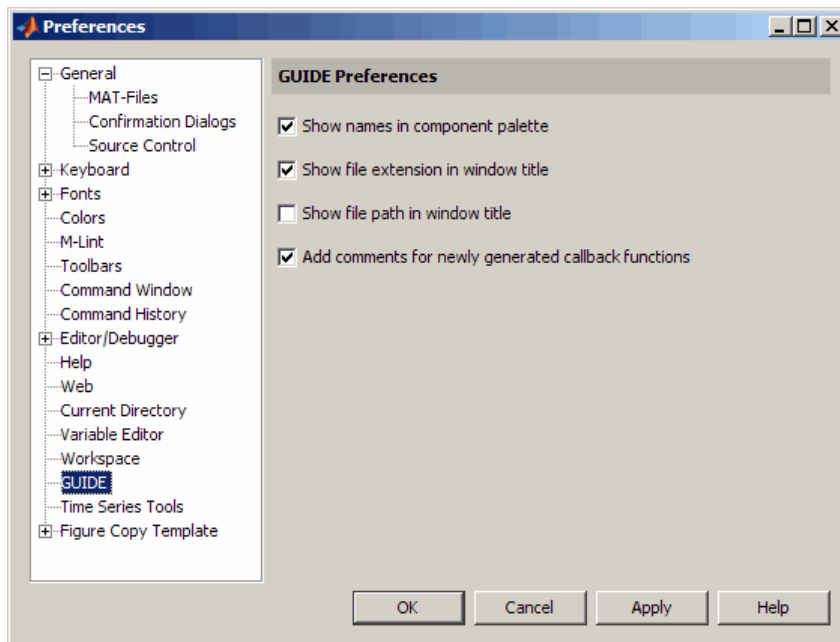 Preferences
General
MAT-Files
Confirmation Dialogs
Source Control
Keyboard
Fonts
Colors
M-Lint
Toolbars
Command Window
Command History
Editor/Debugger
Help
Web
Current Directory
Variable Editor
Workspace
GUIDE
Time Series Tools
Figure Copy Template
GUIDE Preferences
Show names in component palette
Show file extension in window title
Show file path in window title
Add comments for newly generated callback functions
OK Cancel Apply Help